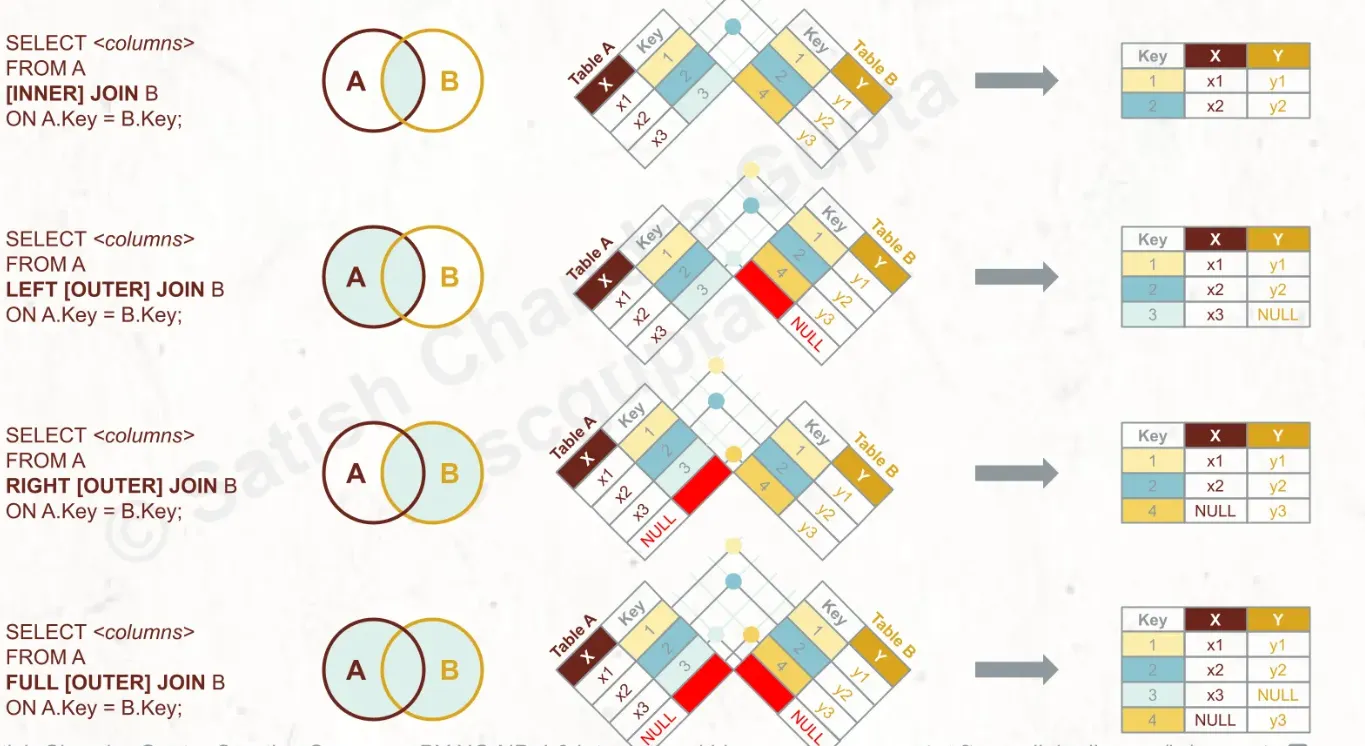 SELECT <columns>
FROM A
[INNER] JOIN B
ON A.Key = B.Key;
A B
Table A
X Key
x1 1
x2 2
x3 3
Table B
Key Y
1 y1
2 y2
4 y3
Key X Y
1 x1 y1
2 x2 y2
SELECT <columns>
FROM A
LEFT [OUTER] JOIN B
ON A.Key = B.Key;
A B
Table A
X Key
x1 1
x2 2
x3 3
Table B
Key Y
1 y1
2 y2
4 y3
NULL
Key X Y
1 x1 y1
2 x2 y2
3 x3 NULL
SELECT <columns>
FROM A
RIGHT [OUTER] JOIN B
ON A.Key = B.Key;
A B
Table A
X Key
x1 1
x2 2
x3 3
NULL
Table B
Key Y
1 y1
2 y2
4 y3
Key X Y
1 x1 y1
2 x2 y2
4 NULL y3
SELECT <columns>
FROM A
FULL [OUTER] JOIN B
ON A.Key = B.Key;
A B
Table A
X Key
x1 1
x2 2
x3 3
NULL
Table B
Key Y
1 y1
2 y2
4 y3
NULL
Key X Y
1 x1 y1
2 x2 y2
3 x3 NULL
4 NULL y3
© Satish Chandra Gupta
scgupta